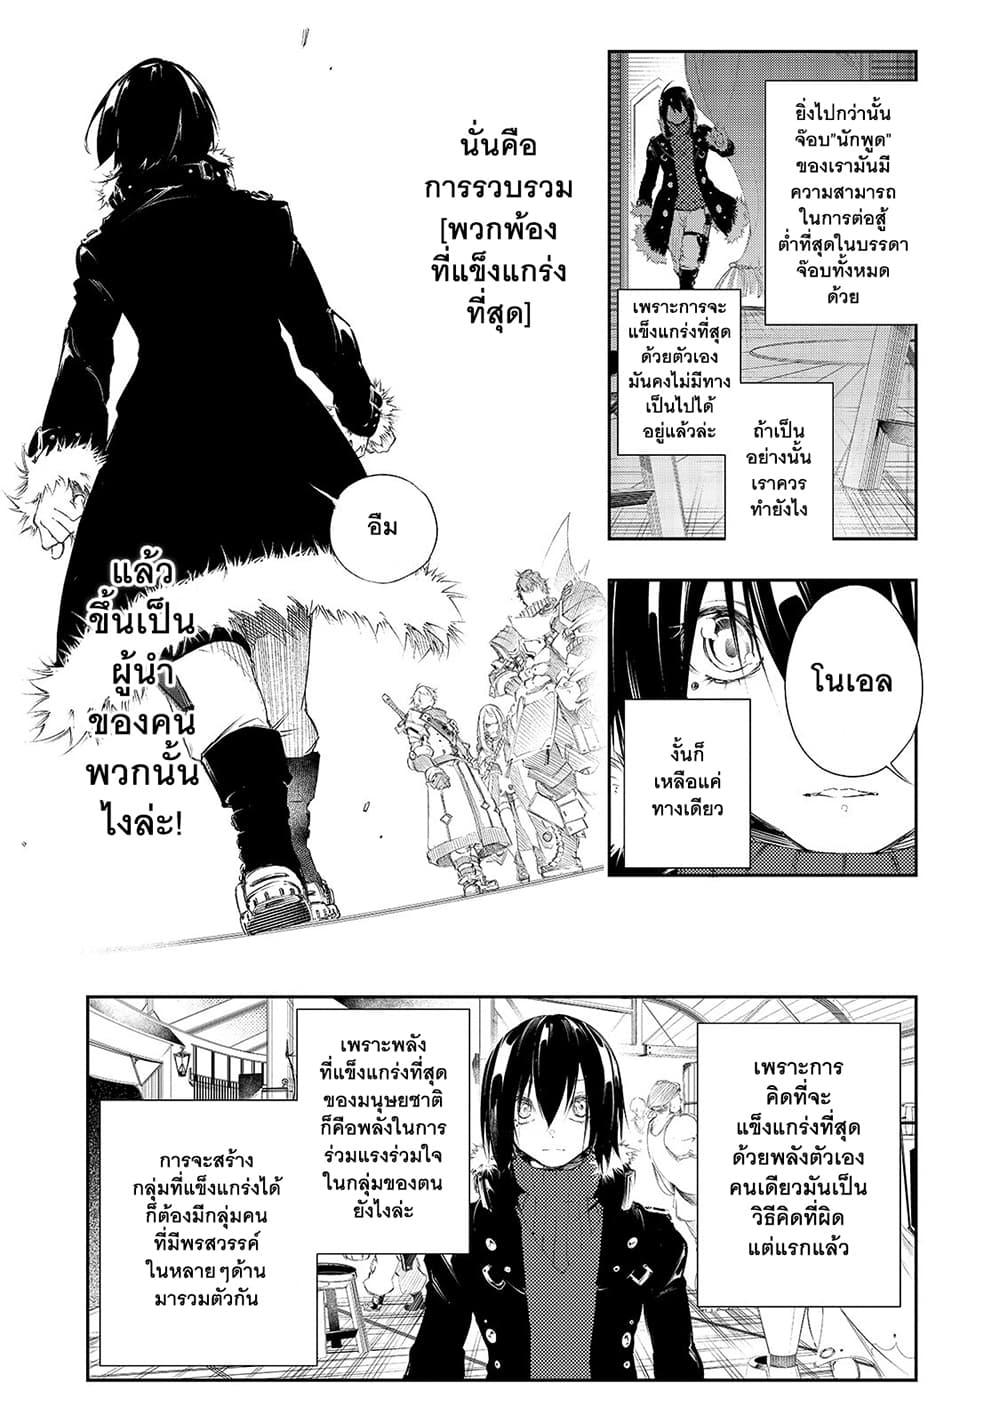 ยิ่งไปกว่านั้น
จ๊อบ"นักพูด"
ของเรามันมี
ความสามารถ
ในการต่อสู้
ต่ำที่สุดในบรรดา
จ๊อบทั้งหมด
ด้วย
เพราะการจะ
แข็งแกร่งที่สุด
ด้วยตัวเอง
มันคงไม่มีทาง
เป็นไปได้
อยู่แล้วล่ะ
ถ้าเป็น
อย่างนั้น
เราควร
ทำยังไง
โนเอล
งั้นก็
เหลือแค่
ทางเดียว
นั่นคือ
การรวบรวม
[พวกพ้อง
ที่แข็งแกร่ง
ที่สุด]
อืม
แล้ว
ขึ้นเป็น
ผู้นำ
ของคน
พวกนั้น
ไงล่ะ!
เพราะการ
คิดที่จะ
แข็งแกร่งที่สุด
ด้วยพลังตัวเอง
คนเดียวมันเป็น
วิธีคิดที่ผิด
แต่แรกแล้ว
เพราะพลัง
ที่แข็งแกร่งที่สุด
ของมนุษยชาติ
ก็คือพลังในการ
ร่วมแรงร่วมใจ
ในกลุ่มของตน
ยังไงล่ะ
การจะสร้าง
กลุ่มที่แข็งแกร่งได้
ก็ต้องมีกลุ่มคน
ที่มีพรสวรรค์
ในหลายๆด้าน
มารวมตัวกัน